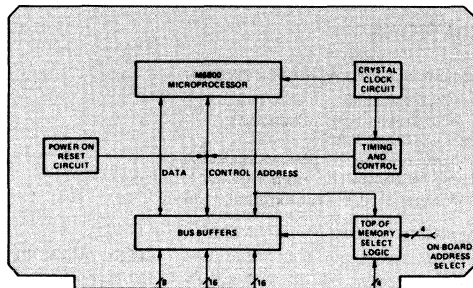 M6800
MICROPROCESSOR
CRYSTAL
CLOCK
CIRCUIT
POWER ON
RESET
CIRCUIT
TIMING
AND
CONTROL
DATA
CONTROL
ADDRESS
BUS BUFFERS
TOP OF
MEMORY
SELECT
LOGIC
4
ON BOARD
ADDRESS
SELECT
8
16
16
4